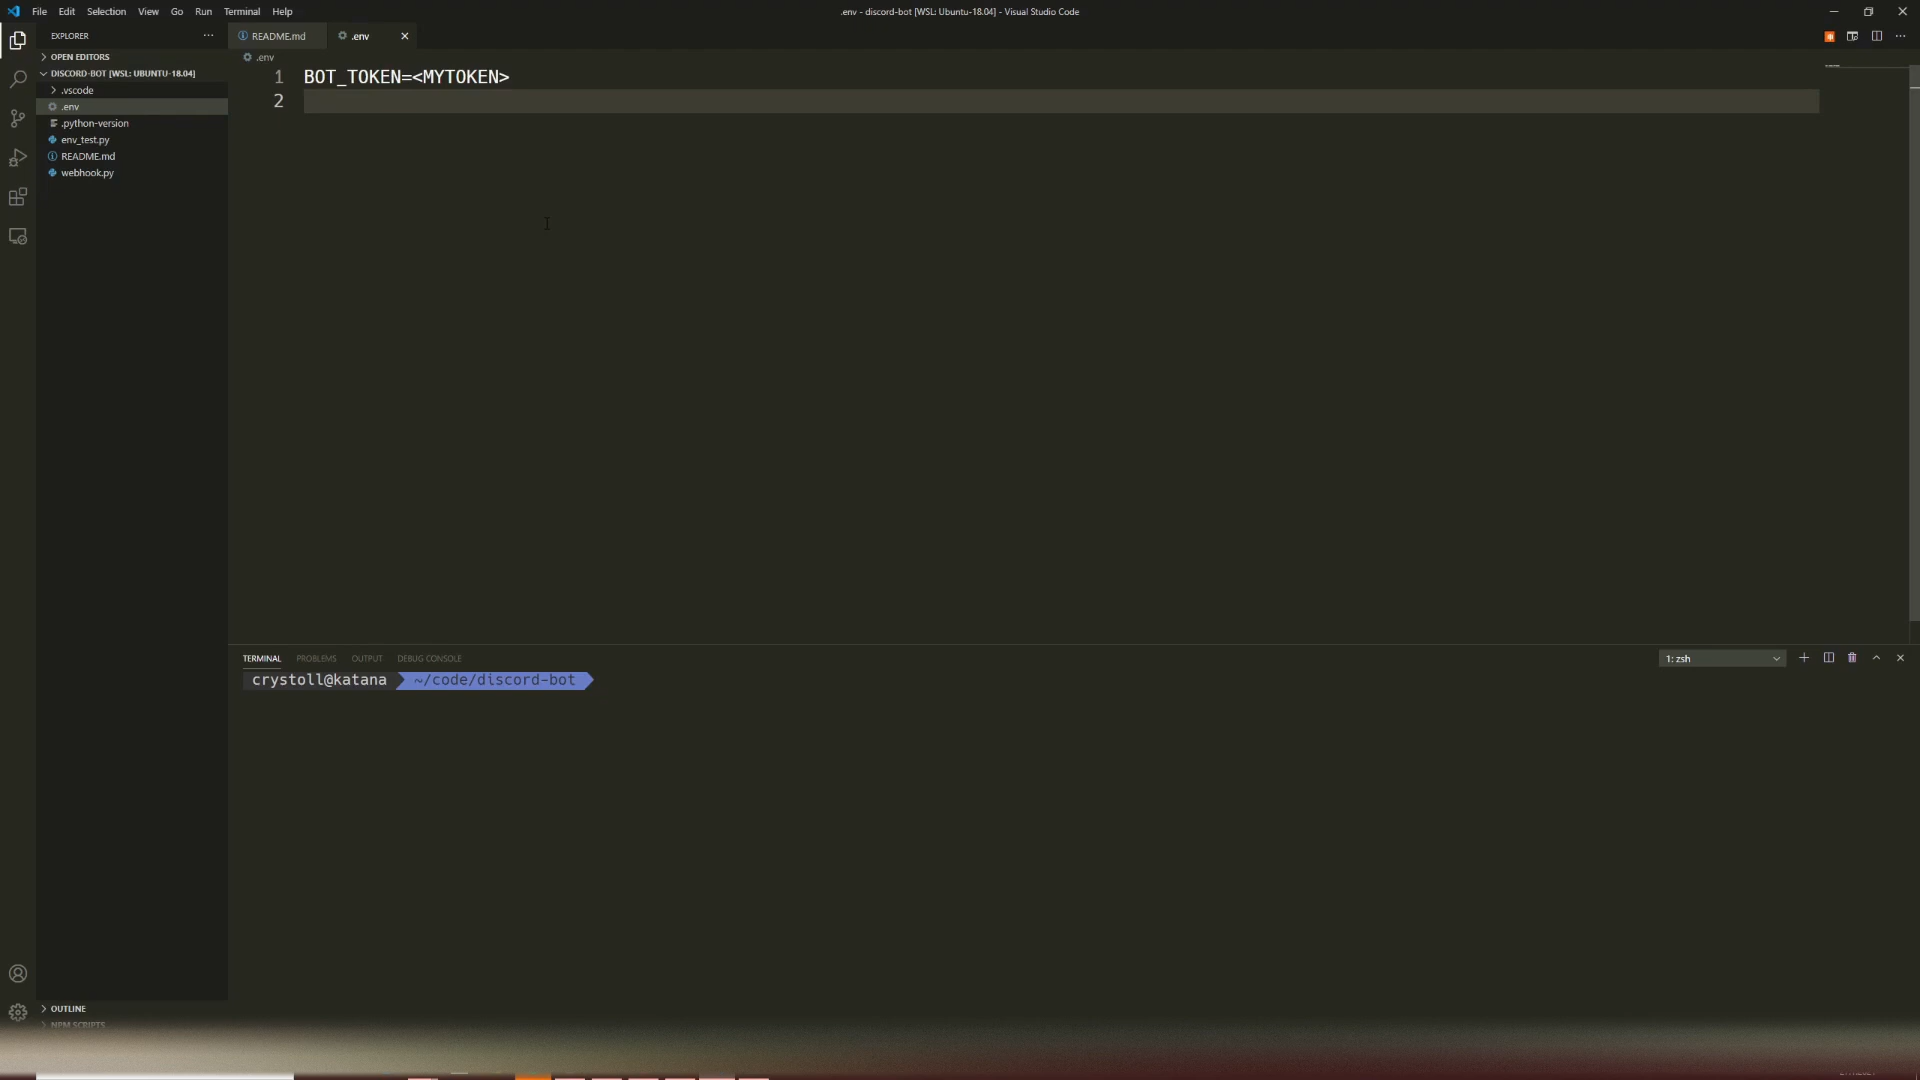 File Edit Selection View Go Run Terminal Help
.env - discord-bot [WSL: Ubuntu-18.04] - Visual Studio Code
EXPLORER
README.md
.env
OPEN EDITORS
DISCORD-BOT [WSL: UBUNTU-18.04]
.vscode
.env
.python-version
env_test.py
README.md
webhook.py
.env
1 BOT_TOKEN=<MYTOKEN>
2
TERMINAL PROBLEMS OUTPUT DEBUG CONSOLE
1: zsh
crystoll@katana ~/code/discord-bot
OUTLINE
NPM SCRIPTS